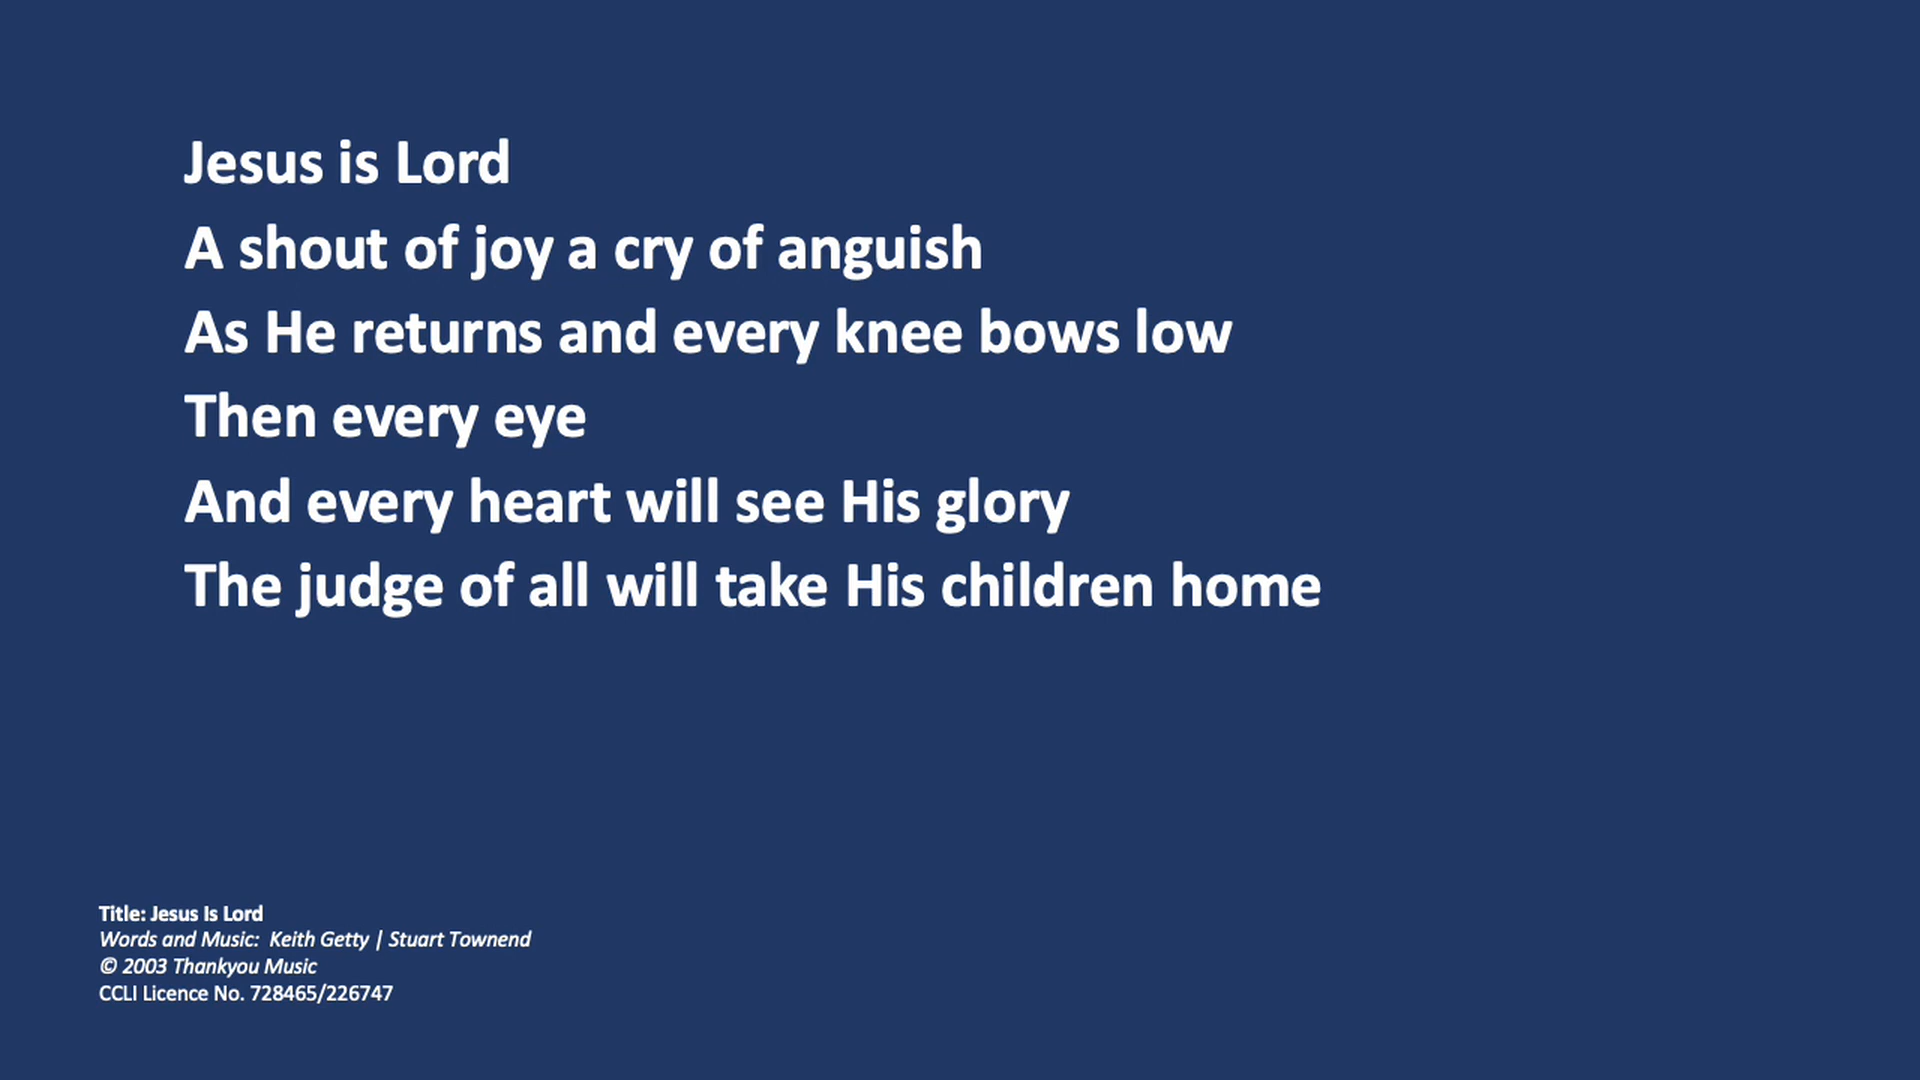 Jesus is Lord
A shout of joy a cry of anguish
As He returns and every knee bows low
Then every eye
And every heart will see His glory
The judge of all will take His children home
Title: Jesus Is Lord
Words and Music:  Keith Getty | Stuart Townend
© 2003 Thankyou Music
CCLI Licence No. 728465/226747